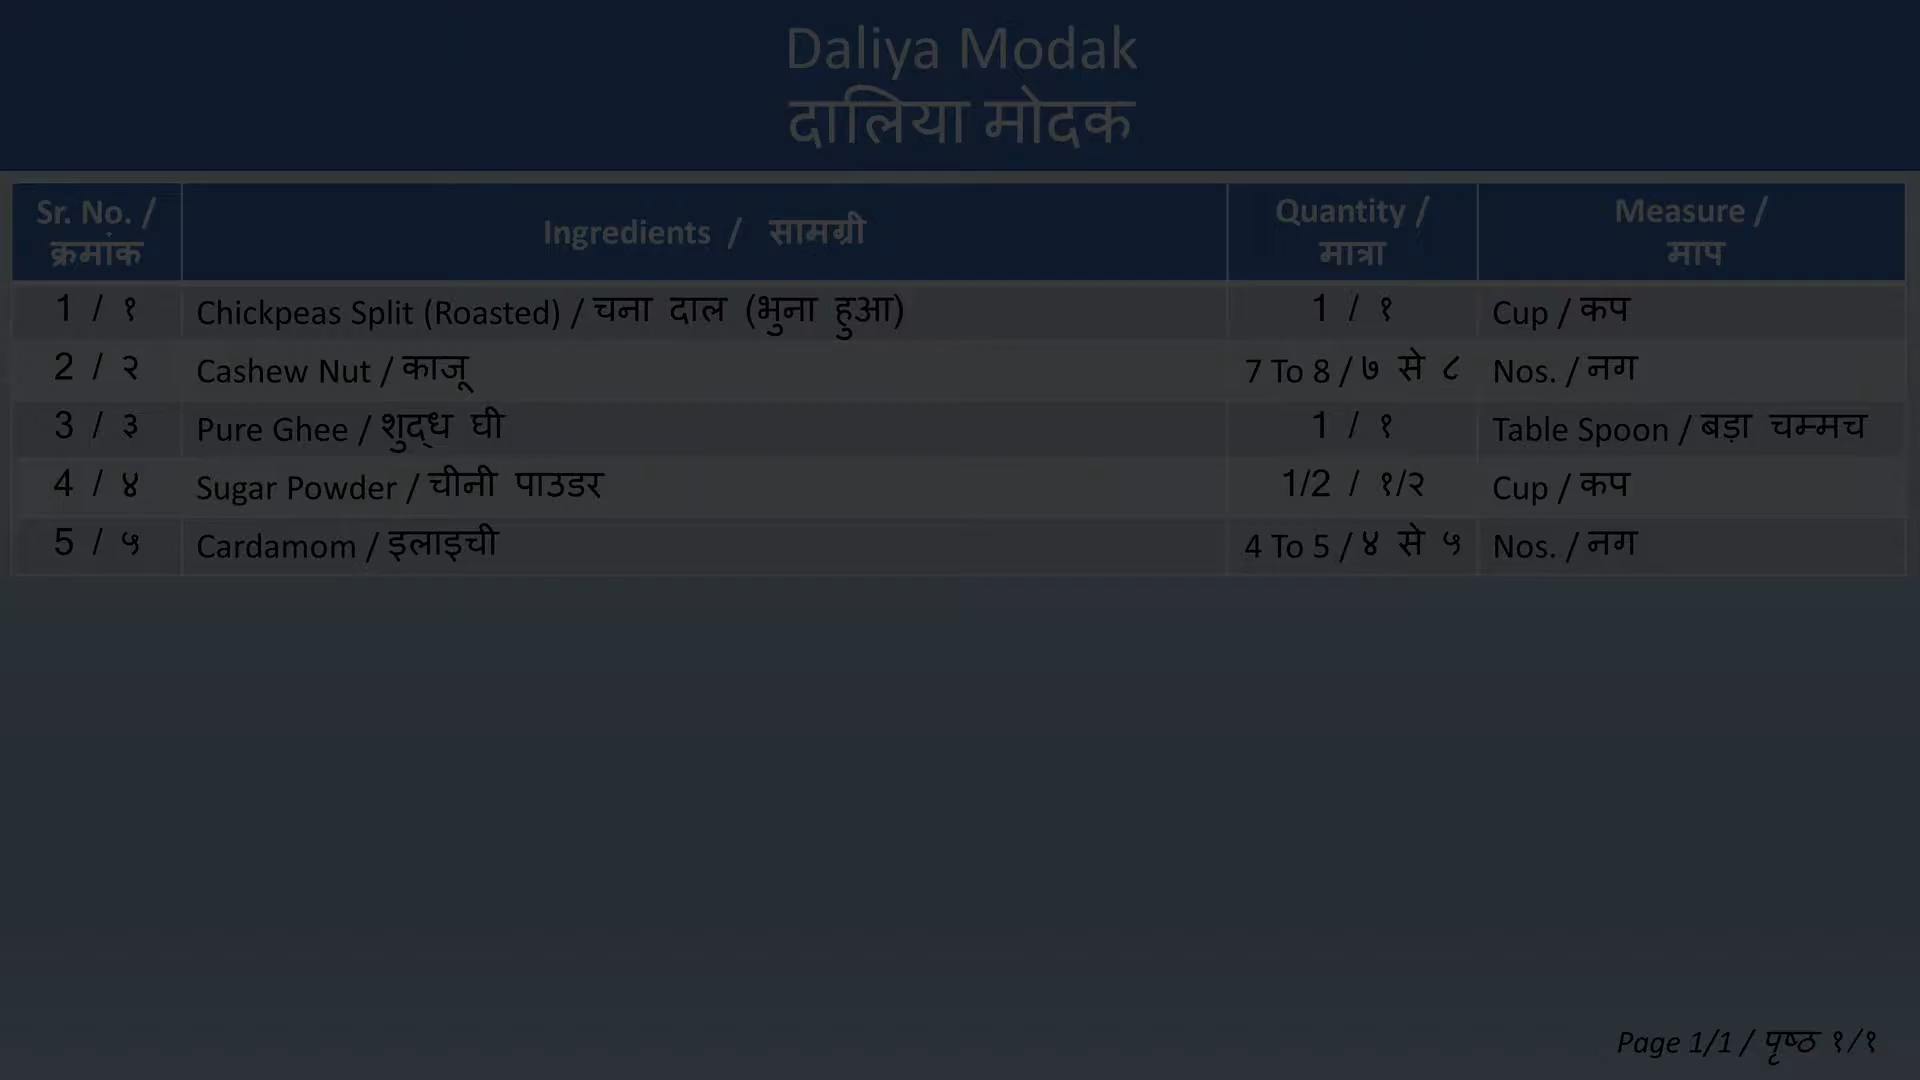 Daliya Modak
दालिया मोदक
Sr. No. / क्रमांक Ingredients / सामग्री Quantity / मात्रा Measure / माप
1 / १ Chickpeas Split (Roasted) / चना दाल (भुना हुआ) 1 / १ Cup / कप
2 / २ Cashew Nut / काजू 7 To 8 / ७ से ८ Nos. / नग
3 / ३ Pure Ghee / शुद्ध घी 1 / १ Table Spoon / बड़ा चम्मच
4 / ४ Sugar Powder / चीनी पाउडर 1/2 / १/२ Cup / कप
5 / ५ Cardamom / इलाइची 4 To 5 / ४ से ५ Nos. / नग
Page 1/1 / पृष्ठ १/१